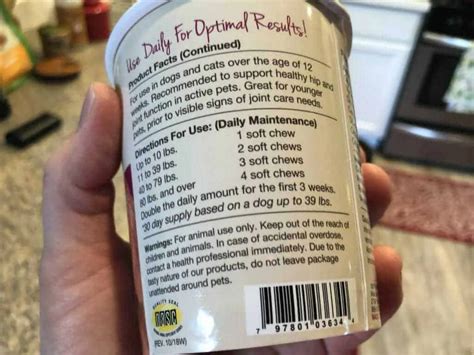 Use Daily For Optimal Results!
Product Facts (Continued)
For use in dogs and cats over the age of 12
weeks. Recommended to support healthy hip and
joint function in active pets. Great for younger
pets, prior to visible signs of joint care needs.
Directions For Use: (Daily Maintenance)
Up to 10 lbs. 1 soft chew
11 to 39 lbs. 2 soft chews
40 to 79 lbs. 3 soft chews
80 lbs. and over 4 soft chews
Double the daily amount for the first 3 weeks.
*30 day supply based on a dog up to 39 lbs.
Warnings: For animal use only. Keep out of the reach of
children and animals. In case of accidental overdose,
contact a health professional immediately. Due to the
tasty nature of our products, do not leave package
unattended around pets.
QUALITY SEAL
NASC
(REV. 10/18W)
7 97801 03634 4